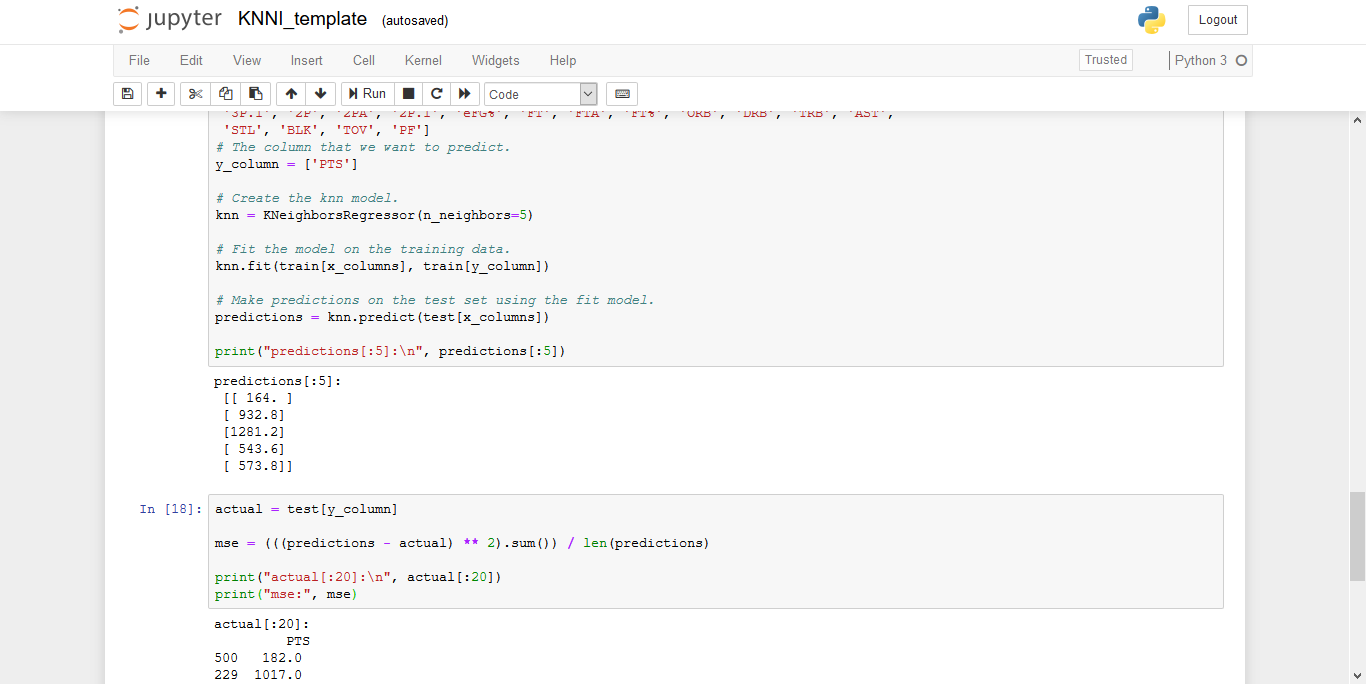 jupyter KNNI_template (autosaved) Logout
File Edit View Insert Cell Kernel Widgets Help Trusted Python 3
Run Code
'3P.1', '2P', '2PA', '2P.1', 'eFG%', 'FT', 'FTA', 'FT%', 'ORB', 'DRB', 'TRB', 'AST',
'STL', 'BLK', 'TOV', 'PF']
# The column that we want to predict.
y_column = ['PTS']
# Create the knn model.
knn = KNeighborsRegressor(n_neighbors=5)
# Fit the model on the training data.
knn.fit(train[x_columns], train[y_column])
# Make predictions on the test set using the fit model.
predictions = knn.predict(test[x_columns])
print("predictions[:5]:\n", predictions[:5])
predictions[:5]:
[[ 164. ]
[ 932.8]
[1281.2]
[ 543.6]
[ 573.8]]
In [18]: actual = test[y_column]
mse = (((predictions - actual) ** 2).sum()) / len(predictions)
print("actual[:20]:\n", actual[:20])
print("mse:", mse)
actual[:20]:
PTS
500 182.0
229 1017.0